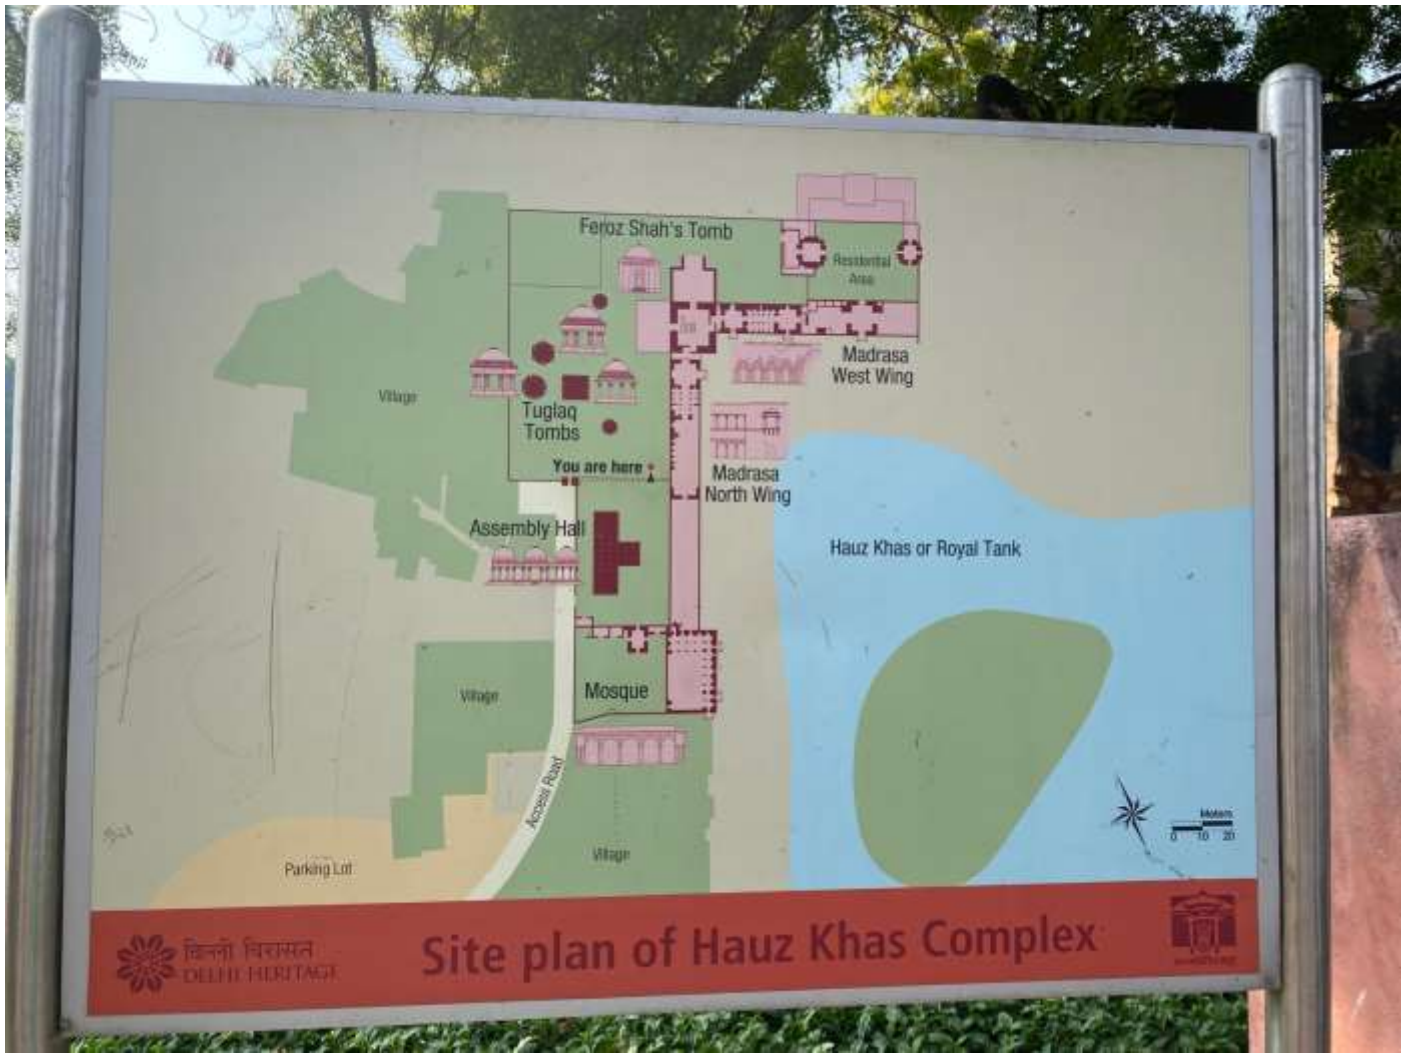 Feroz Shah's Tomb
Residential
Area
Madrasa
West Wing
Village
Tuglaq
Tombs
You are here
Madrasa
North Wing
Assembly Hall
Hauz Khas or Royal Tank
Village
Mosque
Access Road
Meters
0 10 20
Village
Parking Lot
दिल्ली विरासत
DELHI HERITAGE
Site plan of Hauz Khas Complex